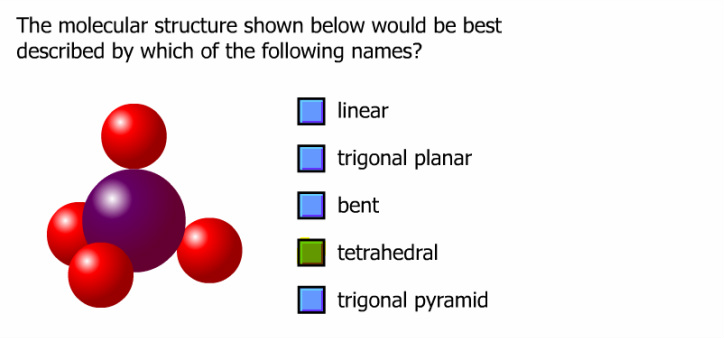 The molecular structure shown below would be best
described by which of the following names?
linear
trigonal planar
bent
tetrahedral
trigonal pyramid